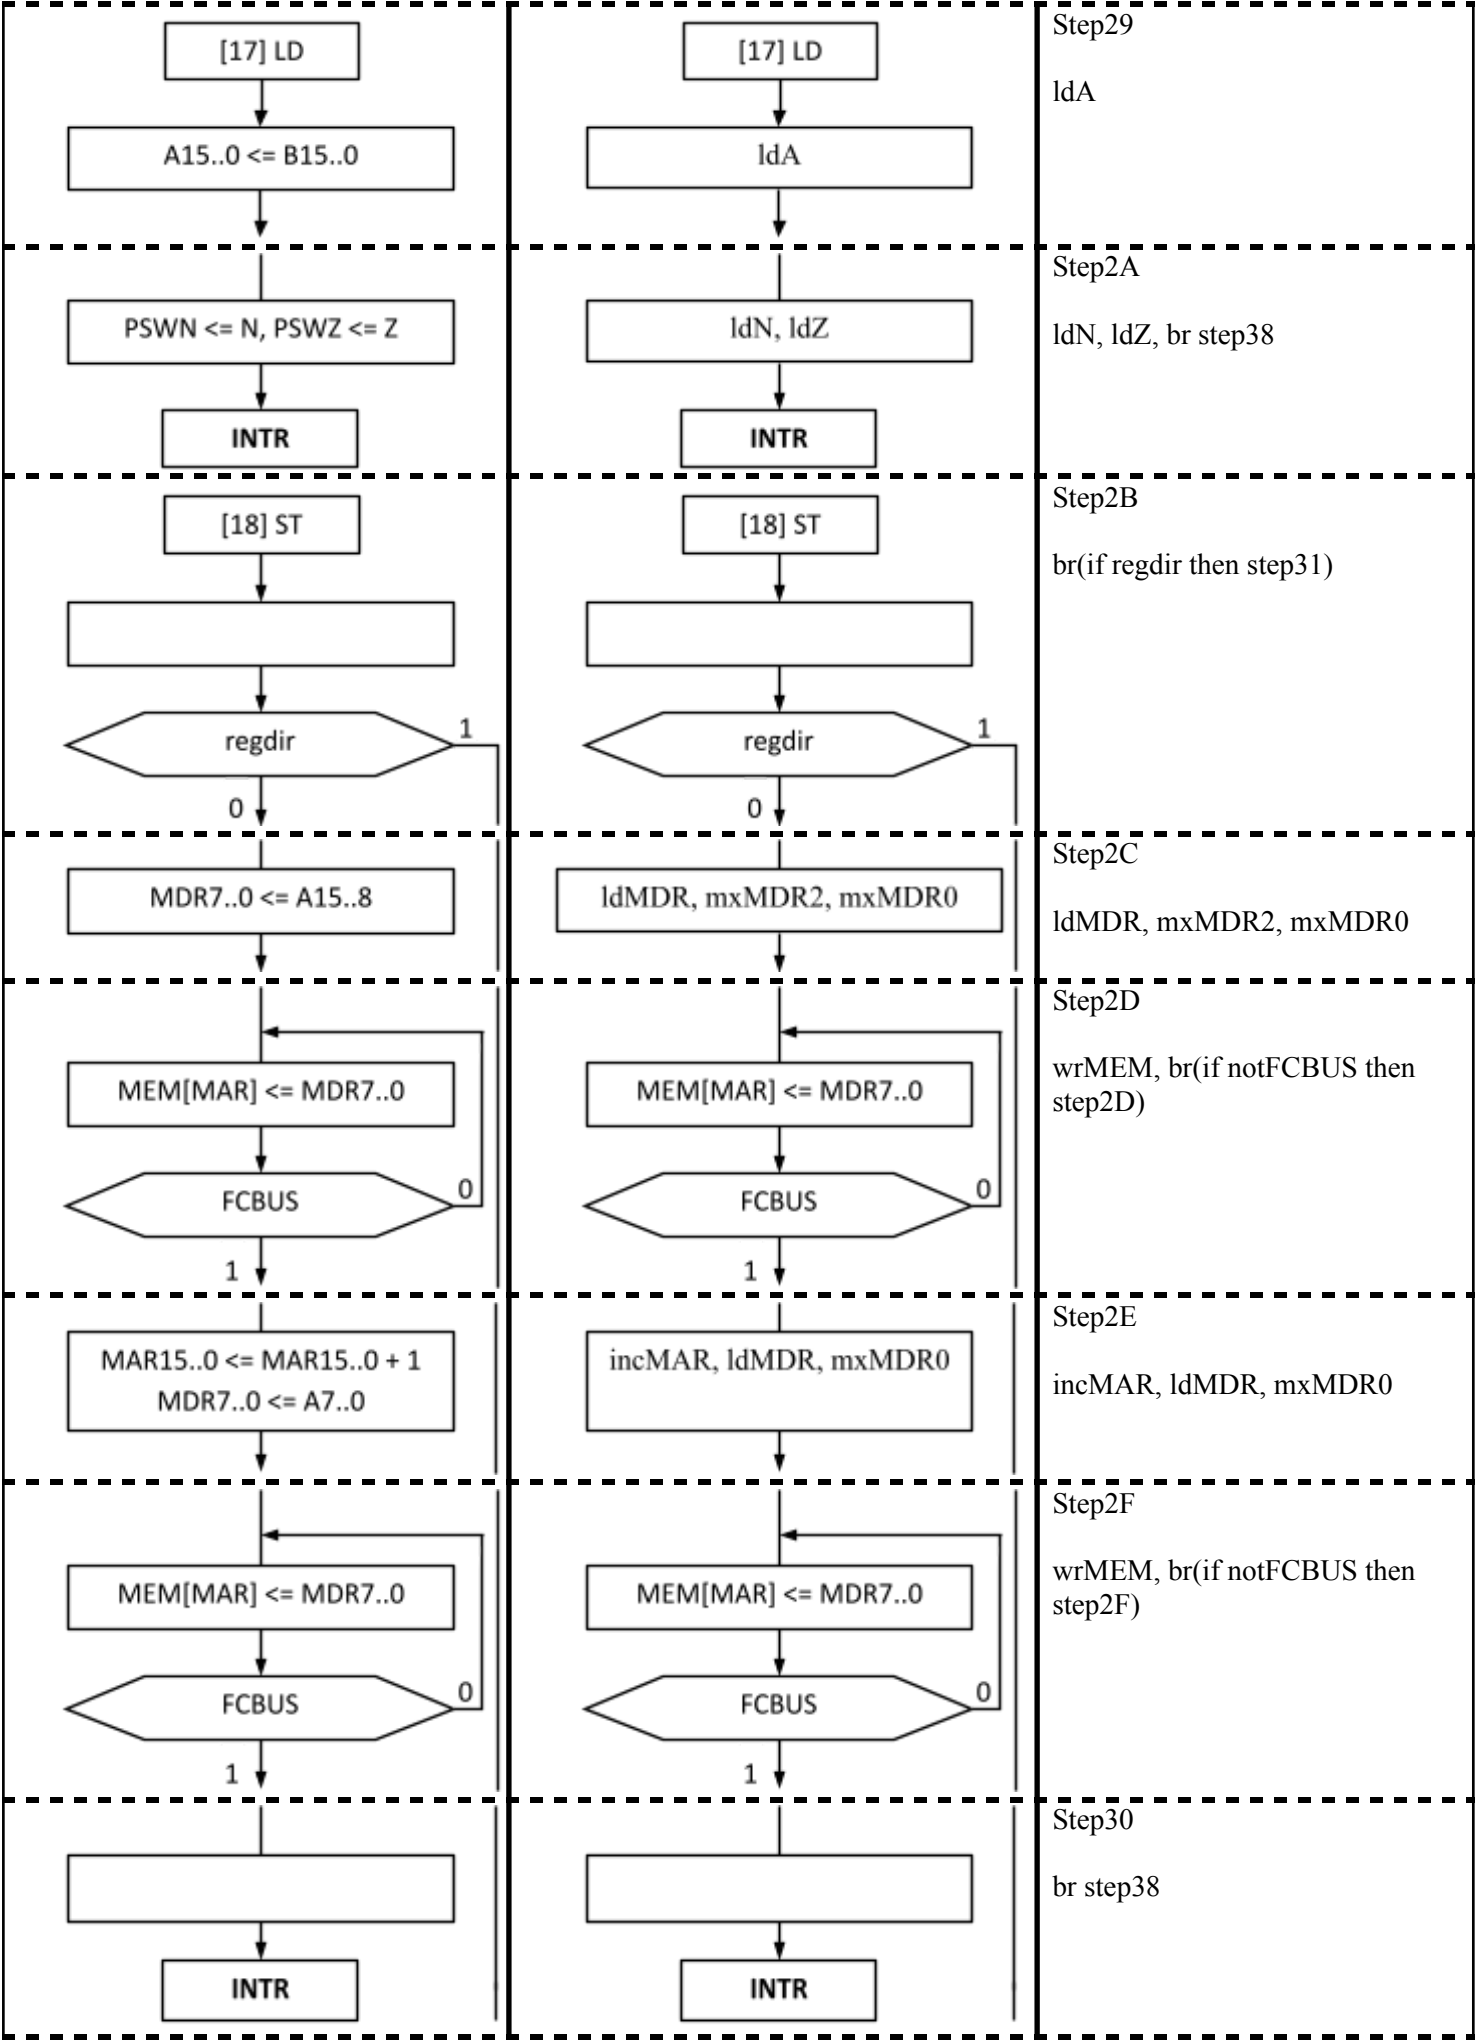 [17] LD
A15..0 <= B15..0
[17] LD
ldA
Step29
ldA
PSWN <= N, PSWZ <= Z
INTR
ldN, ldZ
INTR
Step2A
ldN, ldZ, br step38
[18] ST
regdir
1
0
[18] ST
regdir
1
0
Step2B
br(if regdir then step31)
MDR7..0 <= A15..8
ldMDR, mxMDR2, mxMDR0
Step2C
ldMDR, mxMDR2, mxMDR0
MEM[MAR] <= MDR7..0
FCBUS
0
1
MEM[MAR] <= MDR7..0
FCBUS
0
1
Step2D
wrMEM, br(if notFCBUS then
step2D)
MAR15..0 <= MAR15..0 + 1
MDR7..0 <= A7..0
incMAR, ldMDR, mxMDR0
Step2E
incMAR, ldMDR, mxMDR0
MEM[MAR] <= MDR7..0
FCBUS
0
1
MEM[MAR] <= MDR7..0
FCBUS
0
1
Step2F
wrMEM, br(if notFCBUS then
step2F)
INTR
INTR
Step30
br step38